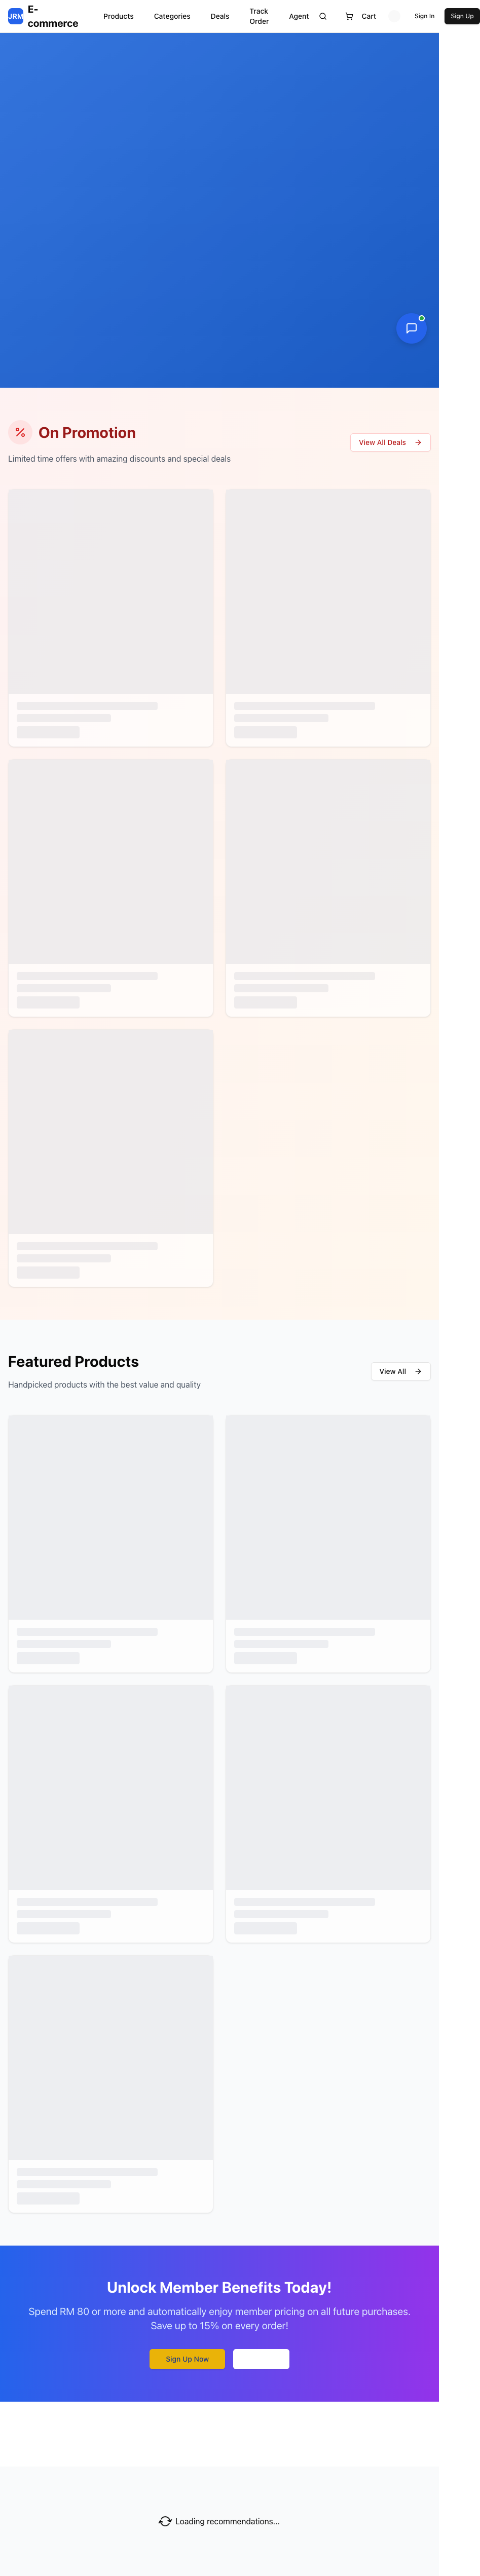 JRM
E-
commerce
Products
Categories
Deals
Track
Order
Agent
Cart
Sign In
Sign Up
On Promotion
View All Deals
Limited time offers with amazing discounts and special deals
Featured Products
View All
Handpicked products with the best value and quality
Unlock Member Benefits Today!
Spend RM 80 or more and automatically enjoy member pricing on all future purchases.
Save up to 15% on every order!
Sign Up Now
Loading recommendations...